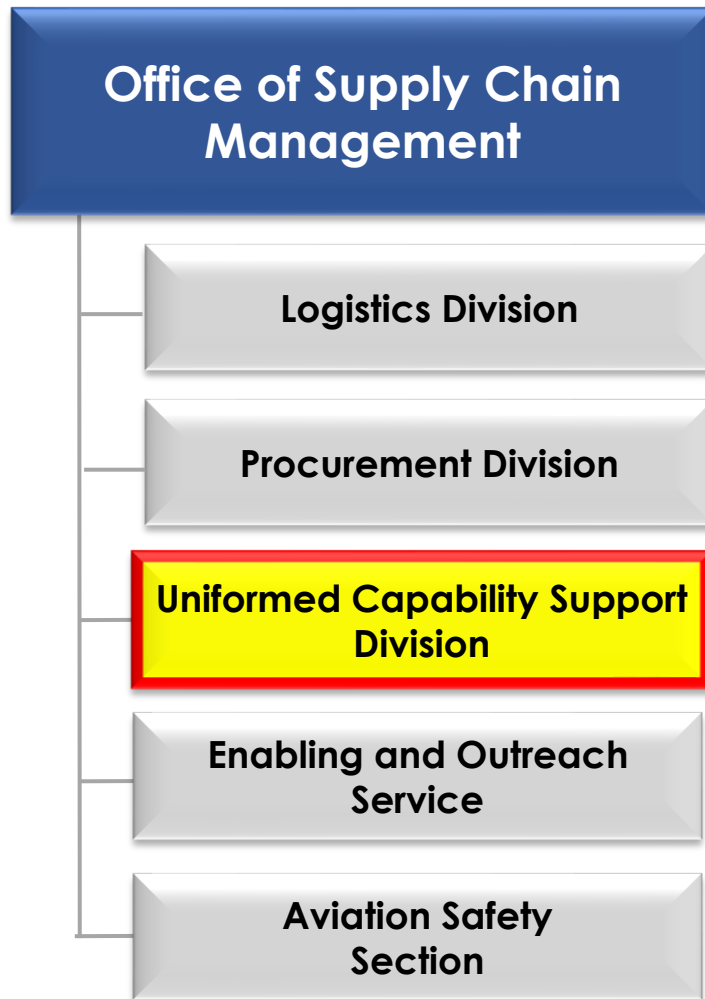 Office of Supply Chain
Management
Logistics Division
Procurement Division
Uniformed Capability Support
Division
Enabling and Outreach
Service
Aviation Safety
Section